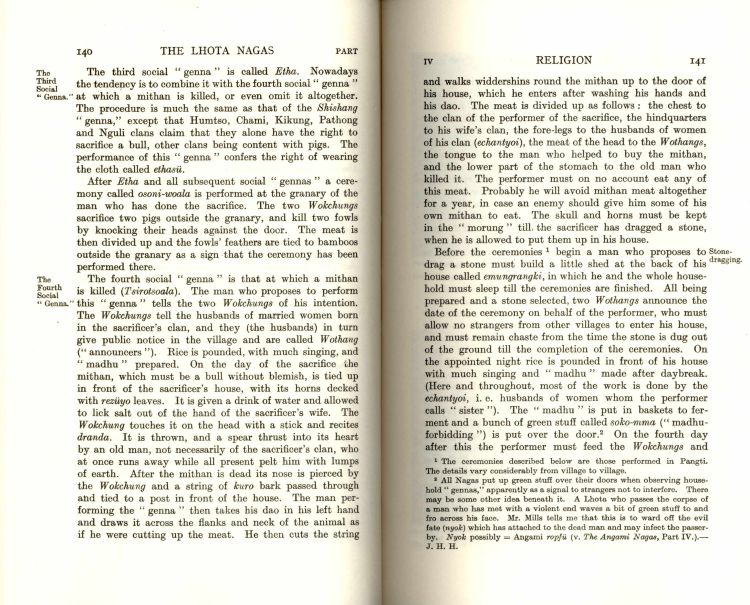 140 THE LHOTA NAGAS PART
The
Third
Social
"Genna."
The third social "genna" is called Etha. Nowadays
the tendency is to combine it with the fourth social "genna"
at which a mithan is killed, or even omit it altogether.
The procedure is much the same as that of the Shishang
"genna," except that Humtso, Chami, Kikung, Pathong
and Nguli clans claim that they alone have the right to
sacrifice a bull, other clans being content with pigs. The
performance of this "genna" confers the right of wearing
the cloth called ethasü.
After Etha and all subsequent social "gennas" a cere-
mony called osoni-woala is performed at the granary of the
man who has done the sacrifice. The two Wokchungs
sacrifice two pigs outside the granary, and kill two fowls
by knocking their heads against the door. The meat is
then divided up and the fowls' feathers are tied to bamboos
outside the granary as a sign that the ceremony has been
performed there.
The
Fourth
Social
"Genna."
The fourth social "genna" is that at which a mithan
is killed (Tsirotsoala). The man who proposes to perform
this "genna" tells the two Wokchungs of his intention.
The Wokchungs tell the husbands of married women born
in the sacrificer's clan, and they (the husbands) in turn
give public notice in the village and are called Wothang
("announcers"). Rice is pounded, with much singing, and
"madhu" prepared. On the day of the sacrifice the
mithan, which must be a bull without blemish, is tied up
in front of the sacrificer's house, with its horns decked
with rezüyo leaves. It is given a drink of water and allowed
to lick salt out of the hand of the sacrificer's wife. The
Wokchung touches it on the head with a stick and recites
dranda. It is thrown, and a spear thrust into its heart
by an old man, not necessarily of the sacrificer's clan, who
at once runs away while all present pelt him with lumps
of earth. After the mithan is dead its nose is pierced by
the Wokchung and a string of kuro bark passed through
and tied to a post in front of the house. The man per-
forming the "genna" then takes his dao in his left hand
and draws it across the flanks and neck of the animal as
if he were cutting up the meat. He then cuts the string
IV RELIGION 141
and walks widdershins round the mithan up to the door of
his house, which he enters after washing his hands and
his dao. The meat is divided up as follows: the chest to
the clan of the performer of the sacrifice, the hindquarters
to his wife's clan, the fore-legs to the husbands of women
of his clan (echantyoi), the meat of the head to the Wothangs,
the tongue to the man who helped to buy the mithan,
and the lower part of the stomach to the old man who
killed it. The performer must on no account eat any of
this meat. Probably he will avoid mithan meat altogether
for a year, in case an enemy should give him some of his
own mithan to eat. The skull and horns must be kept
in the "morung" till the sacrificer has dragged a stone,
when he is allowed to put them up in his house.
Before the ceremonies ¹ begin a man who proposes to
drag a stone must build a little shed at the back of his
Stone-
dragging.
house called emungrangki, in which he and the whole house-
hold must sleep till the ceremonies are finished. All being
prepared and a stone selected, two Wothangs announce the
date of the ceremony on behalf of the performer, who must
allow no strangers from other villages to enter his house,
and must remain chaste from the time the stone is dug out
of the ground till the completion of the ceremonies. On
the appointed night rice is pounded in front of his house
with much singing and "madhu" made after daybreak.
(Here and throughout, most of the work is done by the
echantyoi, i. e. husbands of women whom the performer
calls "sister"). The "madhu" is put in baskets to fer-
ment and a bunch of green stuff called soko-mma ("madhu-
forbidding") is put over the door.² On the fourth day
after this the performer must feed the Wokchungs and
¹ The ceremonies described below are those performed in Pangti.
The details vary considerably from village to village.
² All Nagas put green stuff over their doors when observing house-
hold "gennas," apparently as a signal to strangers not to interfere. There
may be some other idea beneath it. A Lhota who passes the corpse of
a man who has met with a violent end waves a bit of green stuff to and
fro across his face. Mr. Mills tells me that this is to ward off the evil
fate (nyok) which has attached to the dead man and may infect the passer-
by. Nyok possibly = Angami ropfü (v. The Angami Nagas, Part IV.).—
J. H. H.